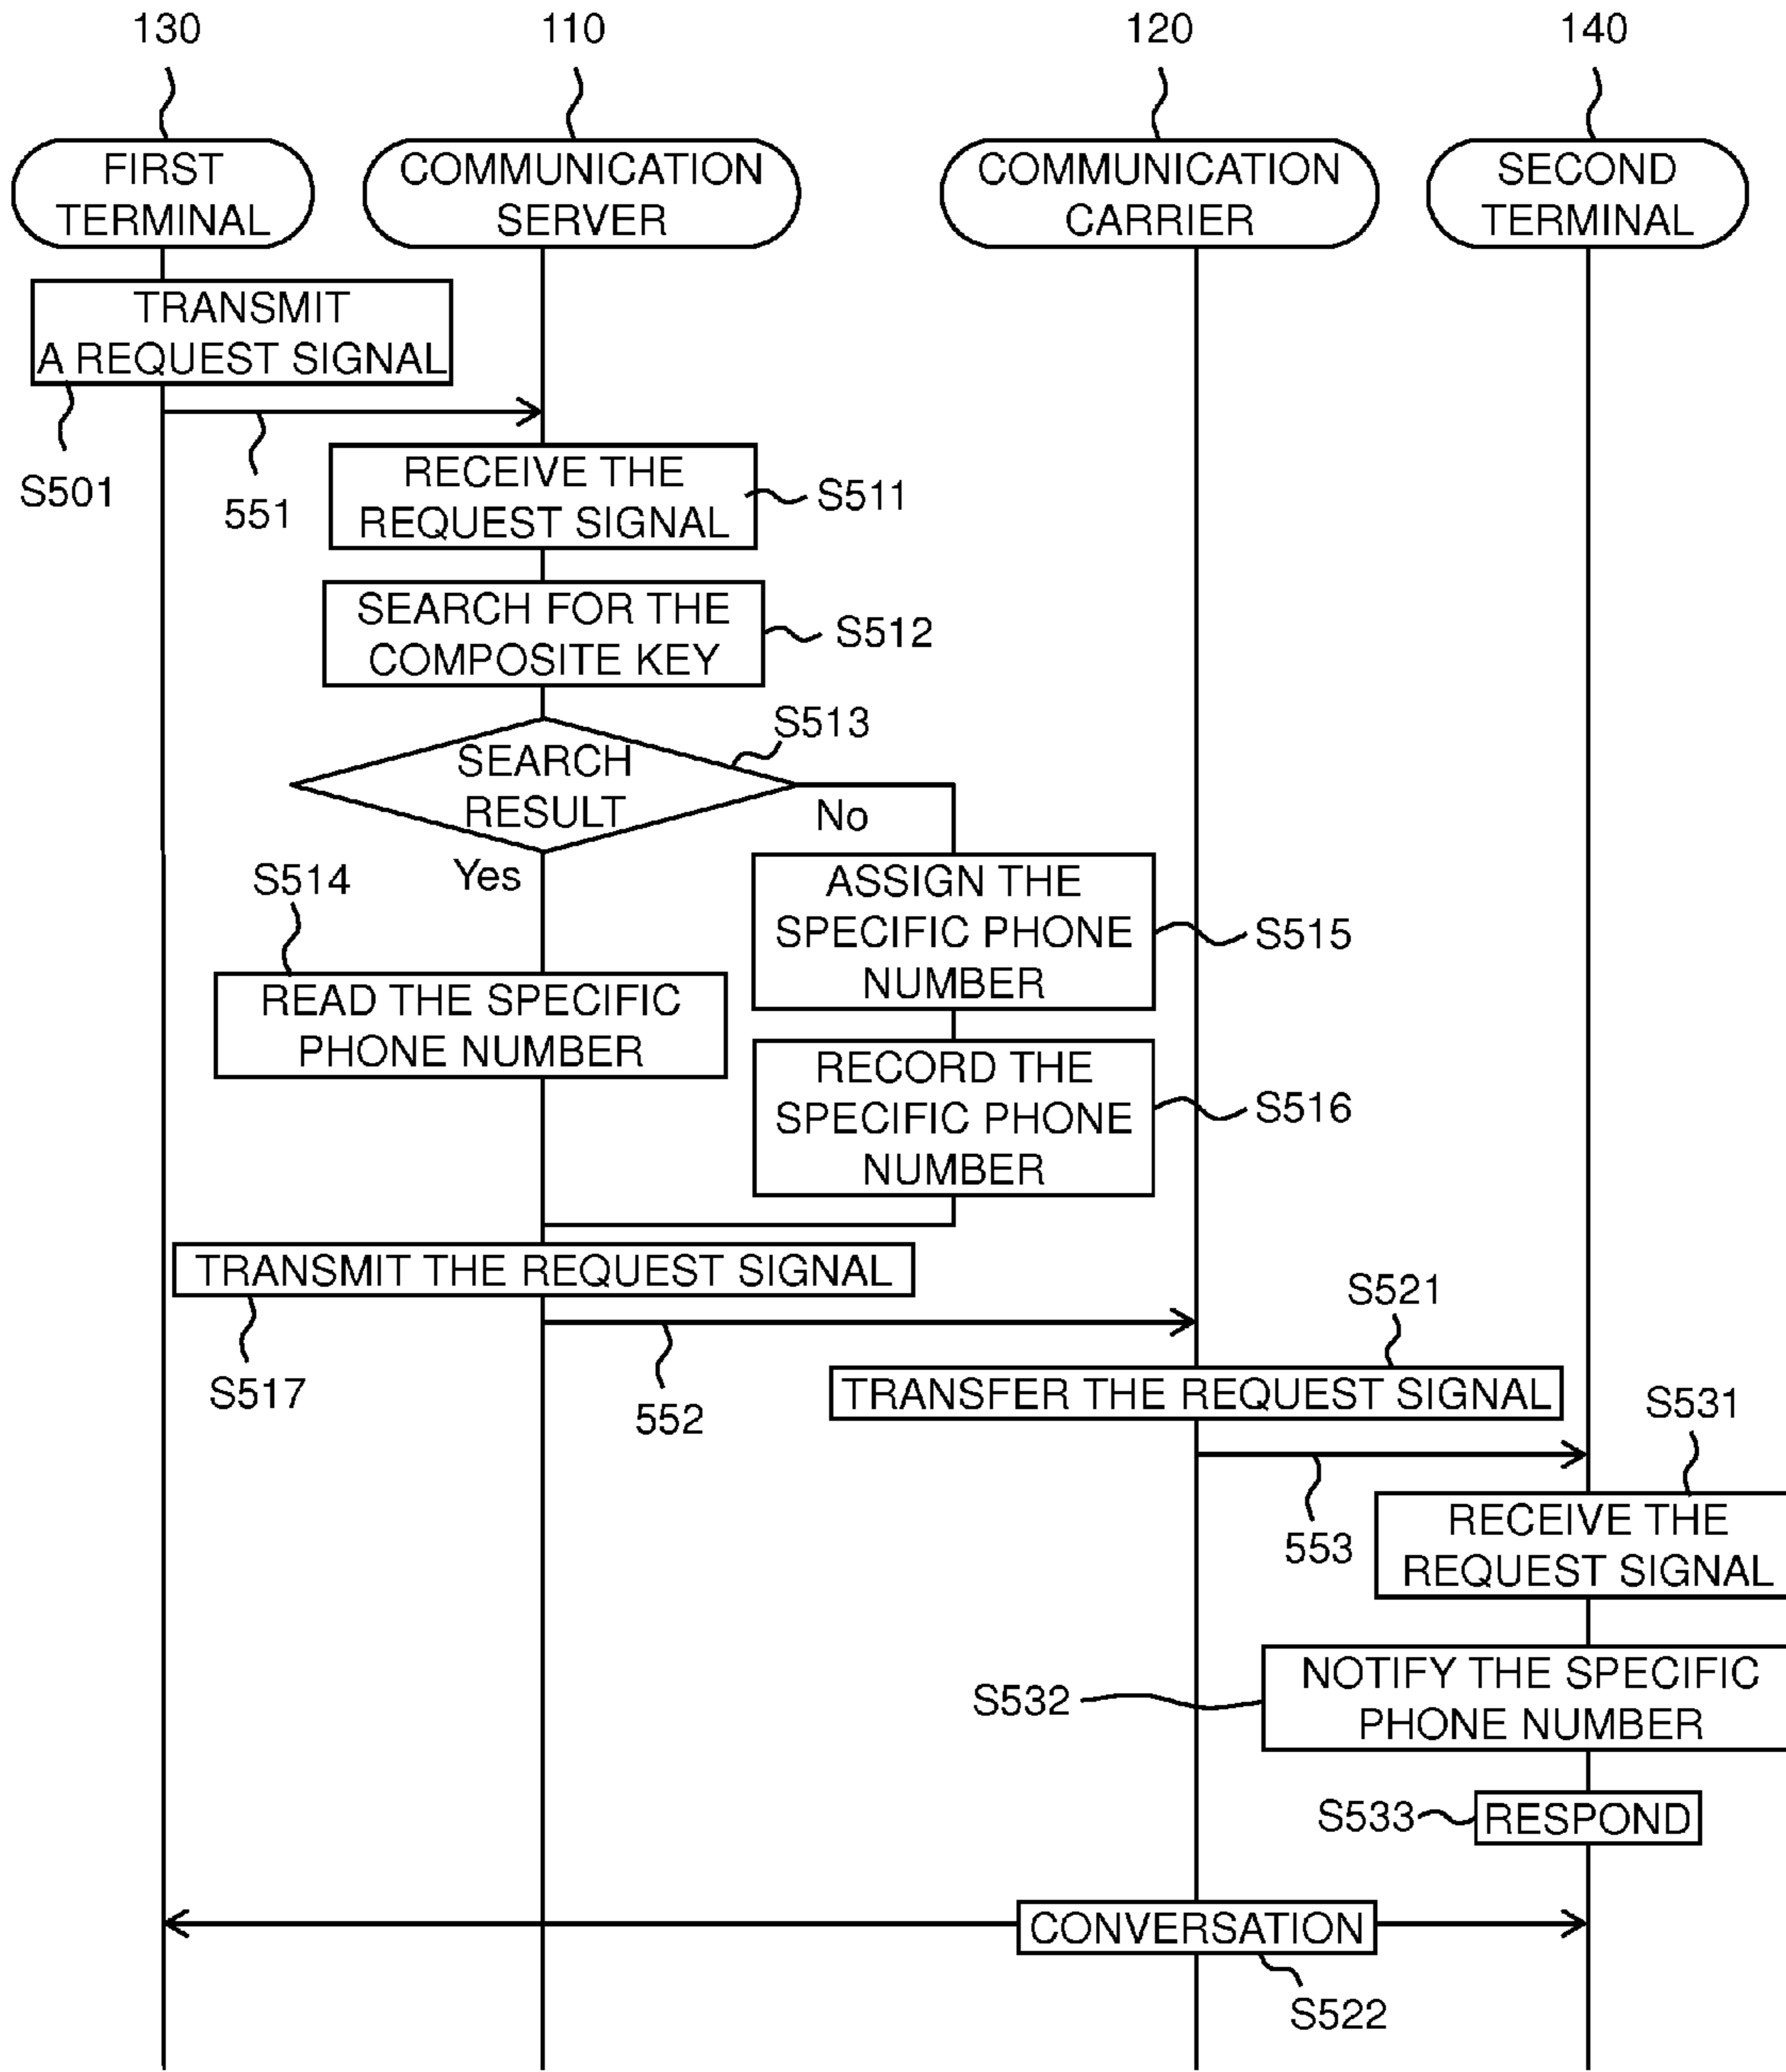 130
110
120
140
FIRST
TERMINAL
COMMUNICATION
SERVER
COMMUNICATION
CARRIER
SECOND
TERMINAL
TRANSMIT
A REQUEST SIGNAL
S501
551
RECEIVE THE
REQUEST SIGNAL
S511
SEARCH FOR THE
COMPOSITE KEY
S512
S513
SEARCH
RESULT
No
Yes
S514
READ THE SPECIFIC
PHONE NUMBER
ASSIGN THE
SPECIFIC PHONE
NUMBER
S515
RECORD THE
SPECIFIC PHONE
NUMBER
S516
TRANSMIT THE REQUEST SIGNAL
S517
552
S521
TRANSFER THE REQUEST SIGNAL
553
S531
RECEIVE THE
REQUEST SIGNAL
S532
NOTIFY THE SPECIFIC
PHONE NUMBER
S533
RESPOND
CONVERSATION
S522